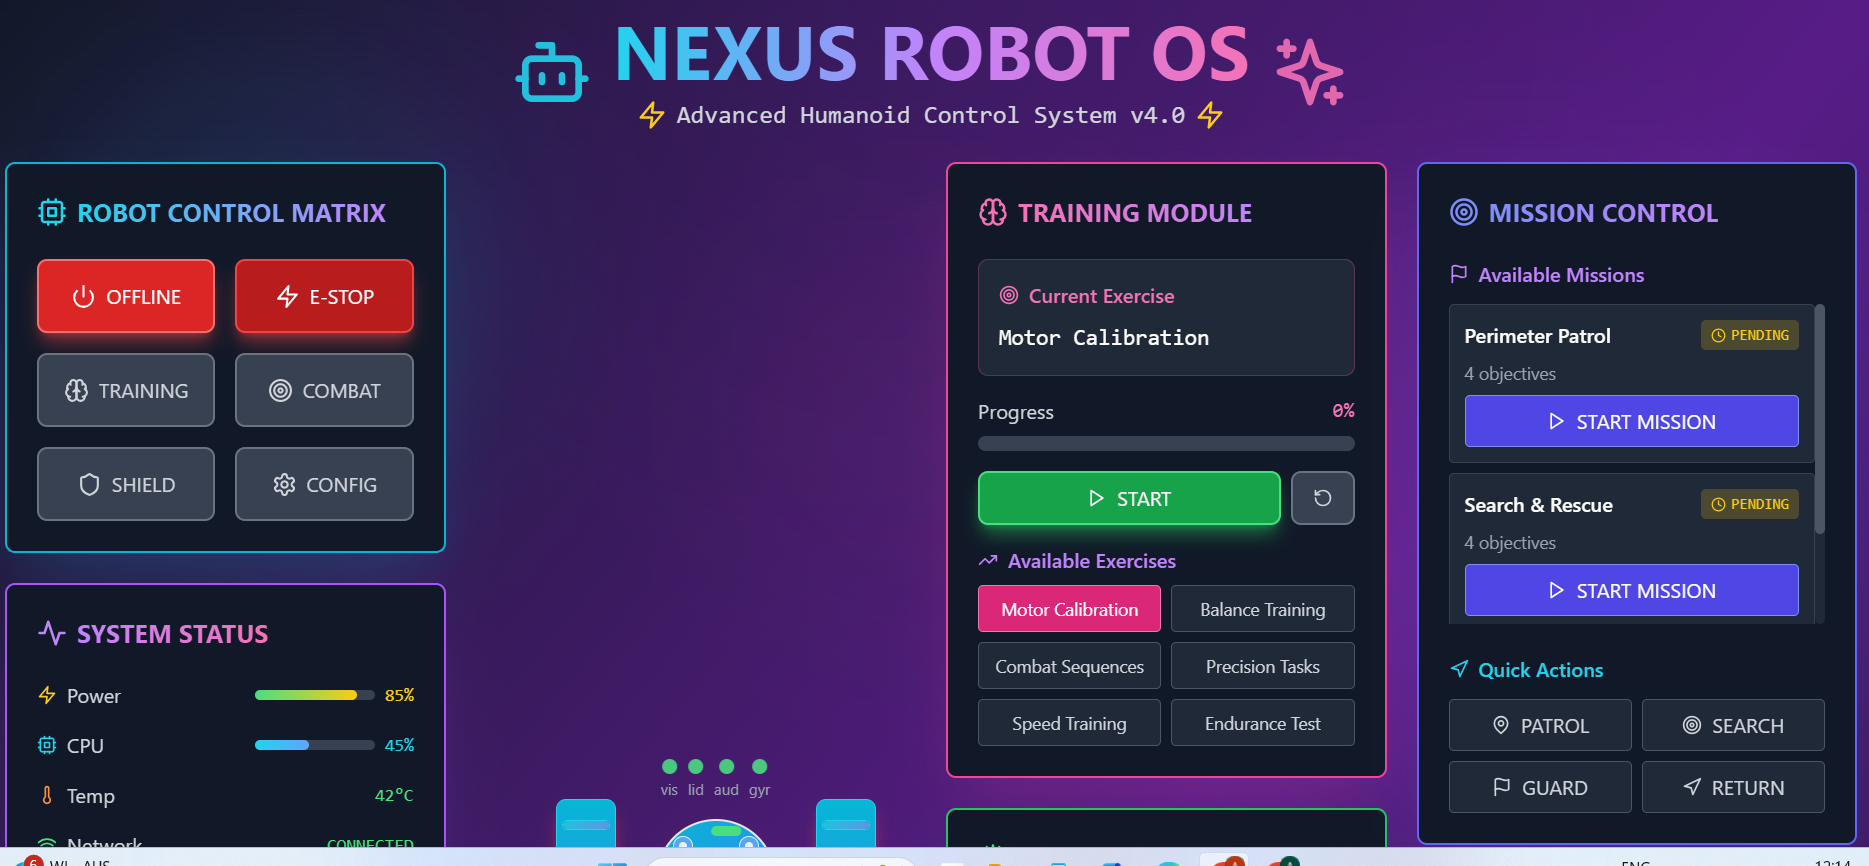 NEXUS ROBOT OS
Advanced Humanoid Control System v4.0
ROBOT CONTROL MATRIX
OFFLINE
E-STOP
TRAINING
COMBAT
SHIELD
CONFIG
SYSTEM STATUS
Power 85%
CPU 45%
Temp 42°C
Network CONNECTED
vis lid aud gyr
TRAINING MODULE
Current Exercise
Motor Calibration
Progress 0%
START
Available Exercises
Motor Calibration
Balance Training
Combat Sequences
Precision Tasks
Speed Training
Endurance Test
MISSION CONTROL
Available Missions
Perimeter Patrol PENDING
4 objectives
START MISSION
Search & Rescue PENDING
4 objectives
START MISSION
Quick Actions
PATROL
SEARCH
GUARD
RETURN
6
ENG
12:14